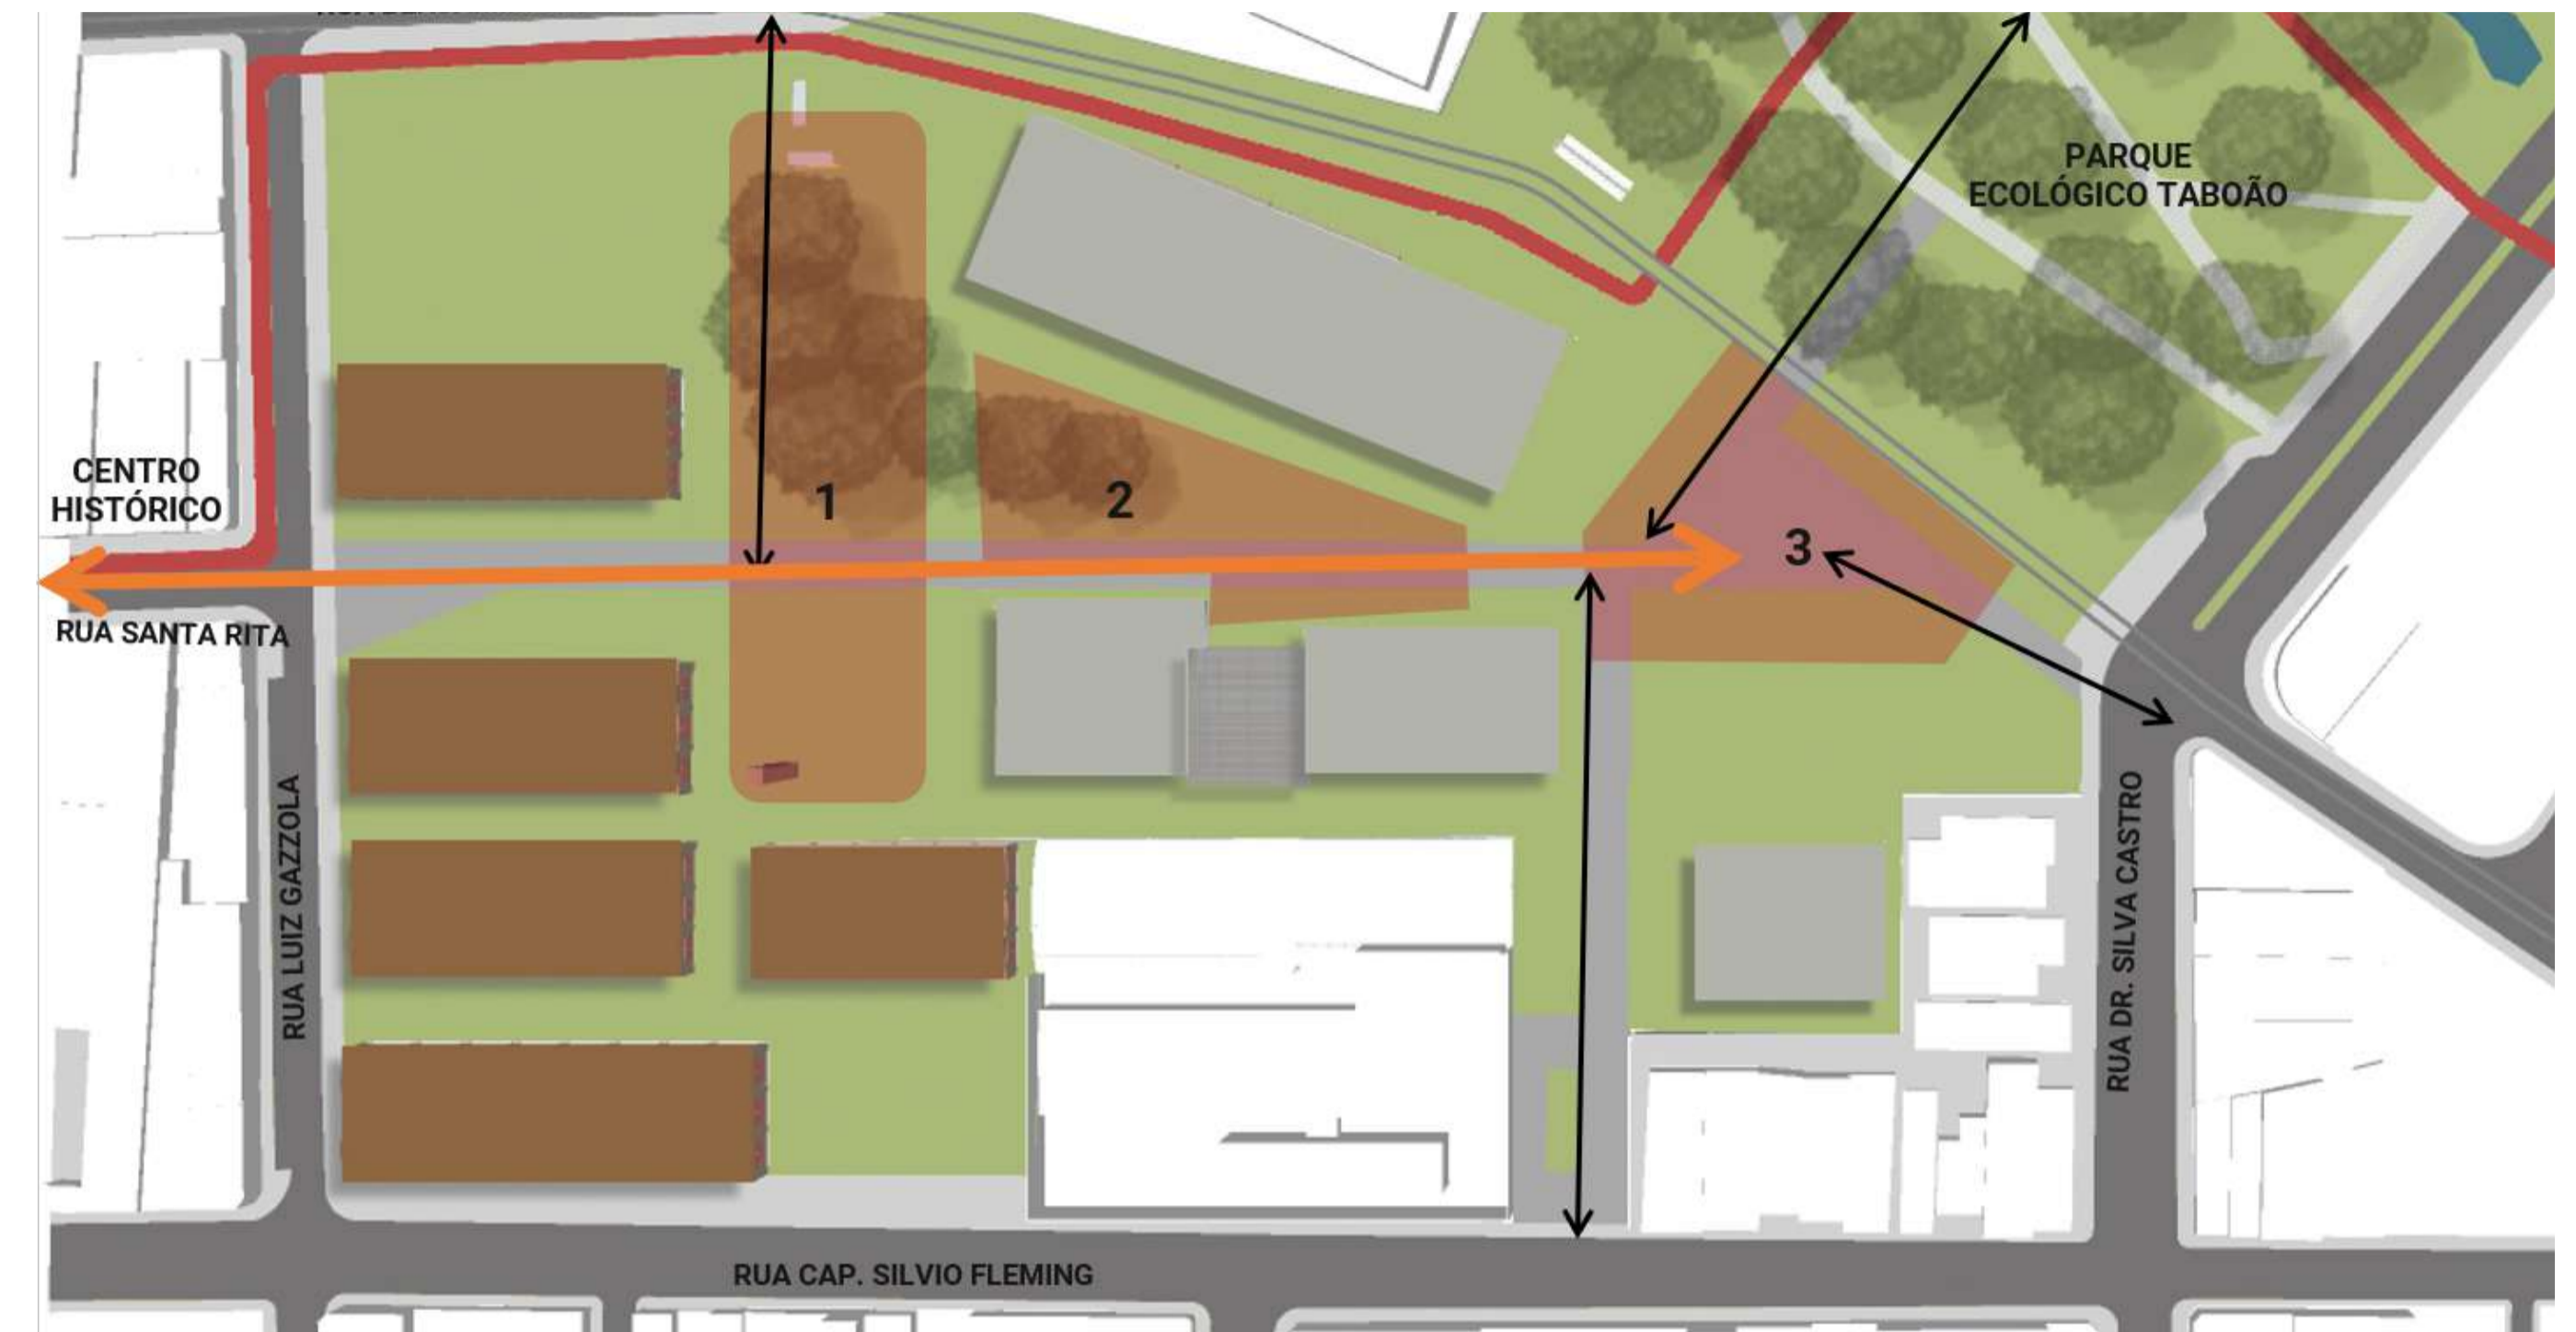 PARQUE
ECOLÓGICO TABOÃO
CENTRO
HISTÓRICO
1
2
3
RUA SANTA RITA
RUA LUIZ GAZZOLA
RUA DR. SILVA CASTRO
RUA CAP. SILVIO FLEMING